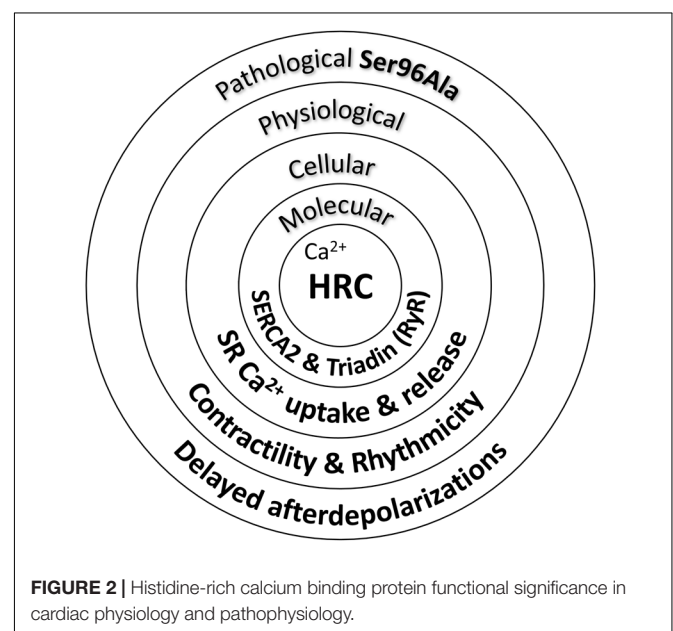 Pathological Ser96Ala
Physiological
Cellular
Molecular
Ca²⁺
HRC
SERCA2 & Triadin (RyR)
SR Ca²⁺ uptake & release
Contractility & Rhythmicity
Delayed afterdepolarizations
FIGURE 2 | Histidine-rich calcium binding protein functional significance in
cardiac physiology and pathophysiology.